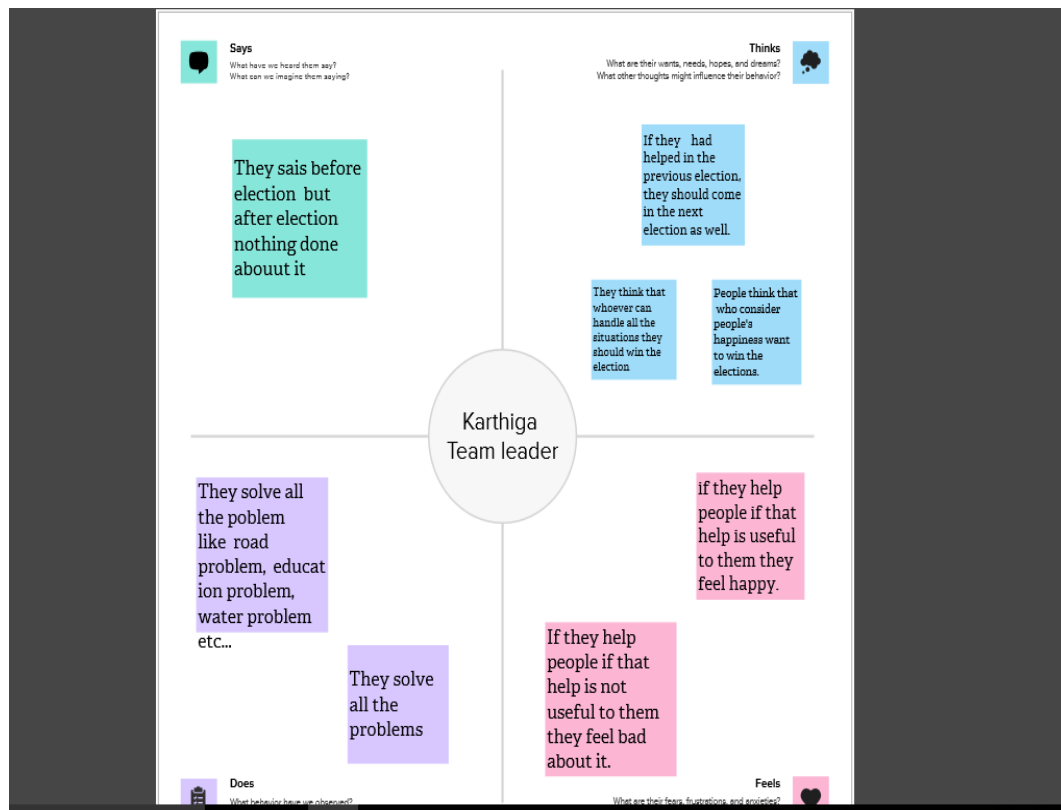 Says
What have we heard them say?
What can we imagine them saying?
Thinks
What are their wants, needs, hopes, and dreams?
What other thoughts might influence their behavior?
They sais before
election but
after election
nothing done
abouut it
If they had
helped in the
previous election,
they should come
in the next
election as well.
They think that
whoever can
handle all the
situations they
should win the
election
People think that
who consider
people's
happiness want
to win the
elections.
Karthiga
Team leader
They solve all
the poblem
like road
problem, educat
ion problem,
water problem
etc...
They solve
all the
problems
if they help
people if that
help is useful
to them they
feel happy.
If they help
people if that
help is not
useful to them
they feel bad
about it.
Does
What behavior have we observed?
Feels
What are their fears, frustrations, and anxieties?